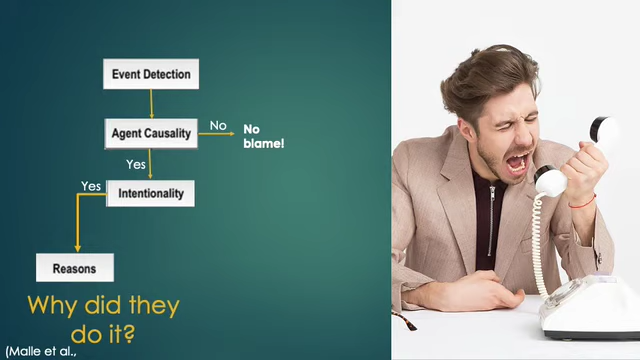 Event Detection
Agent Causality
No
No
blame!
Yes
Yes
Intentionality
Reasons
Why did they
do it?
(Malle et al.,